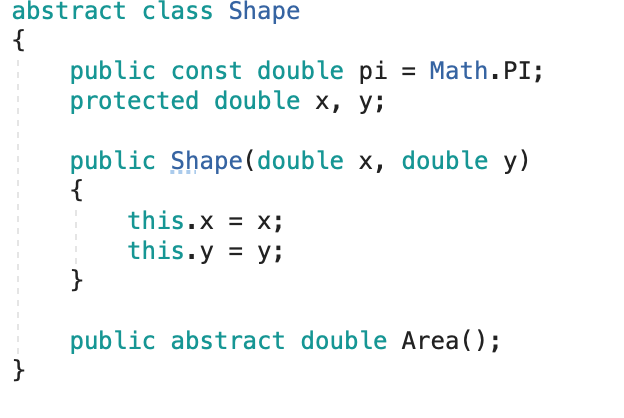 abstract class Shape
{
    public const double pi = Math.PI;
    protected double x, y;

    public Shape(double x, double y)
    {
        this.x = x;
        this.y = y;
    }

    public abstract double Area();
}